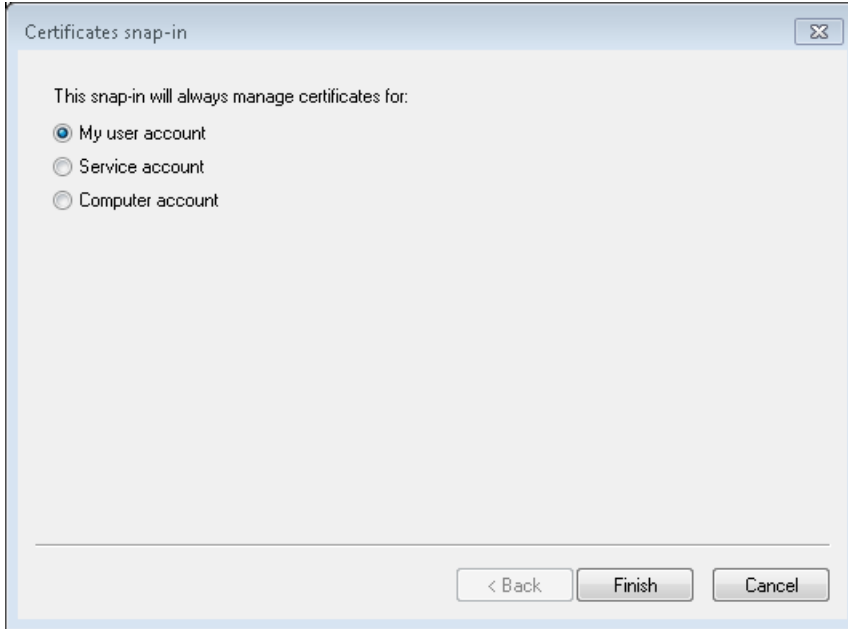 Certificates snap-in
This snap-in will always manage certificates for:
My user account
Service account
Computer account
< Back Finish Cancel